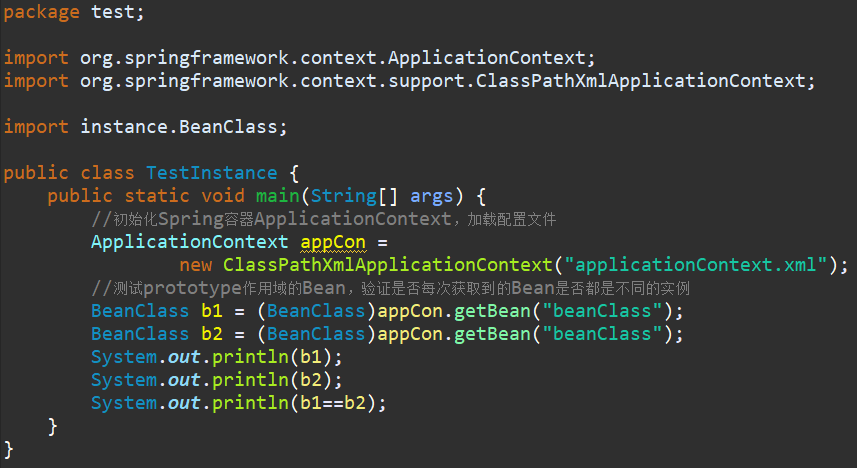 package test;
import org.springframework.context.ApplicationContext;
import org.springframework.context.support.ClassPathXmlApplicationContext;
import instance.BeanClass;
public class TestInstance {
    public static void main(String[] args) {
        //初始化Spring容器ApplicationContext，加载配置文件
        ApplicationContext appCon =
                new ClassPathXmlApplicationContext("applicationContext.xml");
        //测试prototype作用域的Bean，验证是否每次获取到的Bean是否都是不同的实例
        BeanClass b1 = (BeanClass)appCon.getBean("beanClass");
        BeanClass b2 = (BeanClass)appCon.getBean("beanClass");
        System.out.println(b1);
        System.out.println(b2);
        System.out.println(b1==b2);
    }
}